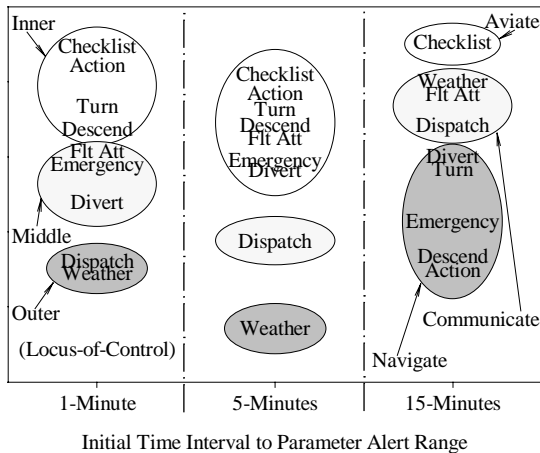 Inner
Checklist
Action
Turn
Descend
Flt Att
Emergency
Divert
Middle
Dispatch
Weather
Outer
(Locus-of-Control)
Checklist
Action
Turn
Descend
Flt Att
Emergency
Divert
Dispatch
Weather
Aviate
Checklist
Weather
Flt Att
Dispatch
Divert
Turn
Emergency
Descend
Action
Communicate
Navigate
1-Minute
5-Minutes
15-Minutes
Initial Time Interval to Parameter Alert Range